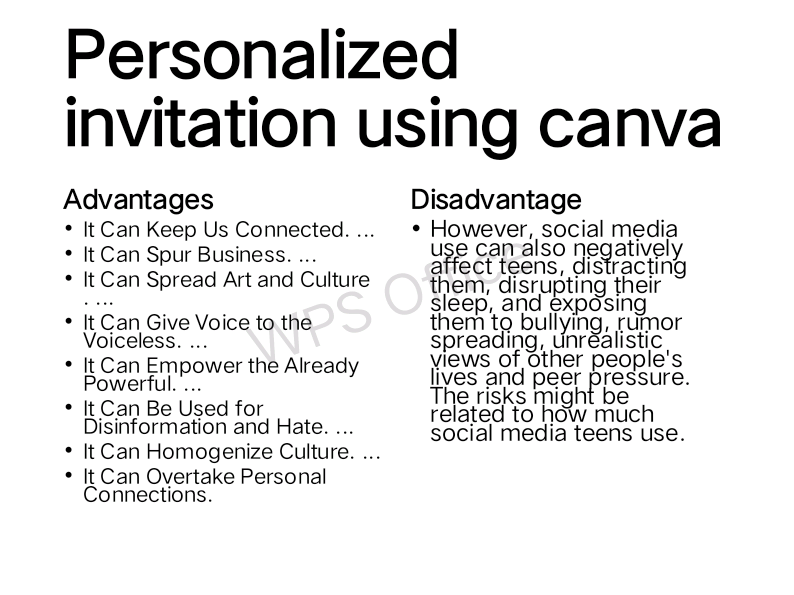 Personalized
invitation using canva
Advantages
• It Can Keep Us Connected. ...
• It Can Spur Business. ...
• It Can Spread Art and Culture
. ...
• It Can Give Voice to the
Voiceless. ...
• It Can Empower the Already
Powerful. ...
• It Can Be Used for
Disinformation and Hate. ...
• It Can Homogenize Culture. ...
• It Can Overtake Personal
Connections.
Disadvantage
• However, social media
use can also negatively
affect teens, distracting
them, disrupting their
sleep, and exposing
them to bullying, rumor
spreading, unrealistic
views of other people's
lives and peer pressure.
The risks might be
related to how much
social media teens use.
WPS Office